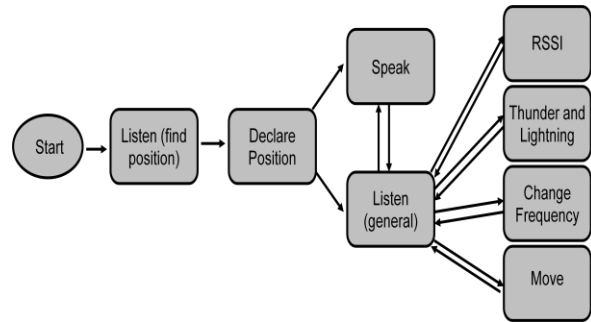 Start
Listen (find
position)
Declare
Position
Speak
Listen
(general)
RSSI
Thunder and
Lightning
Change
Frequency
Move